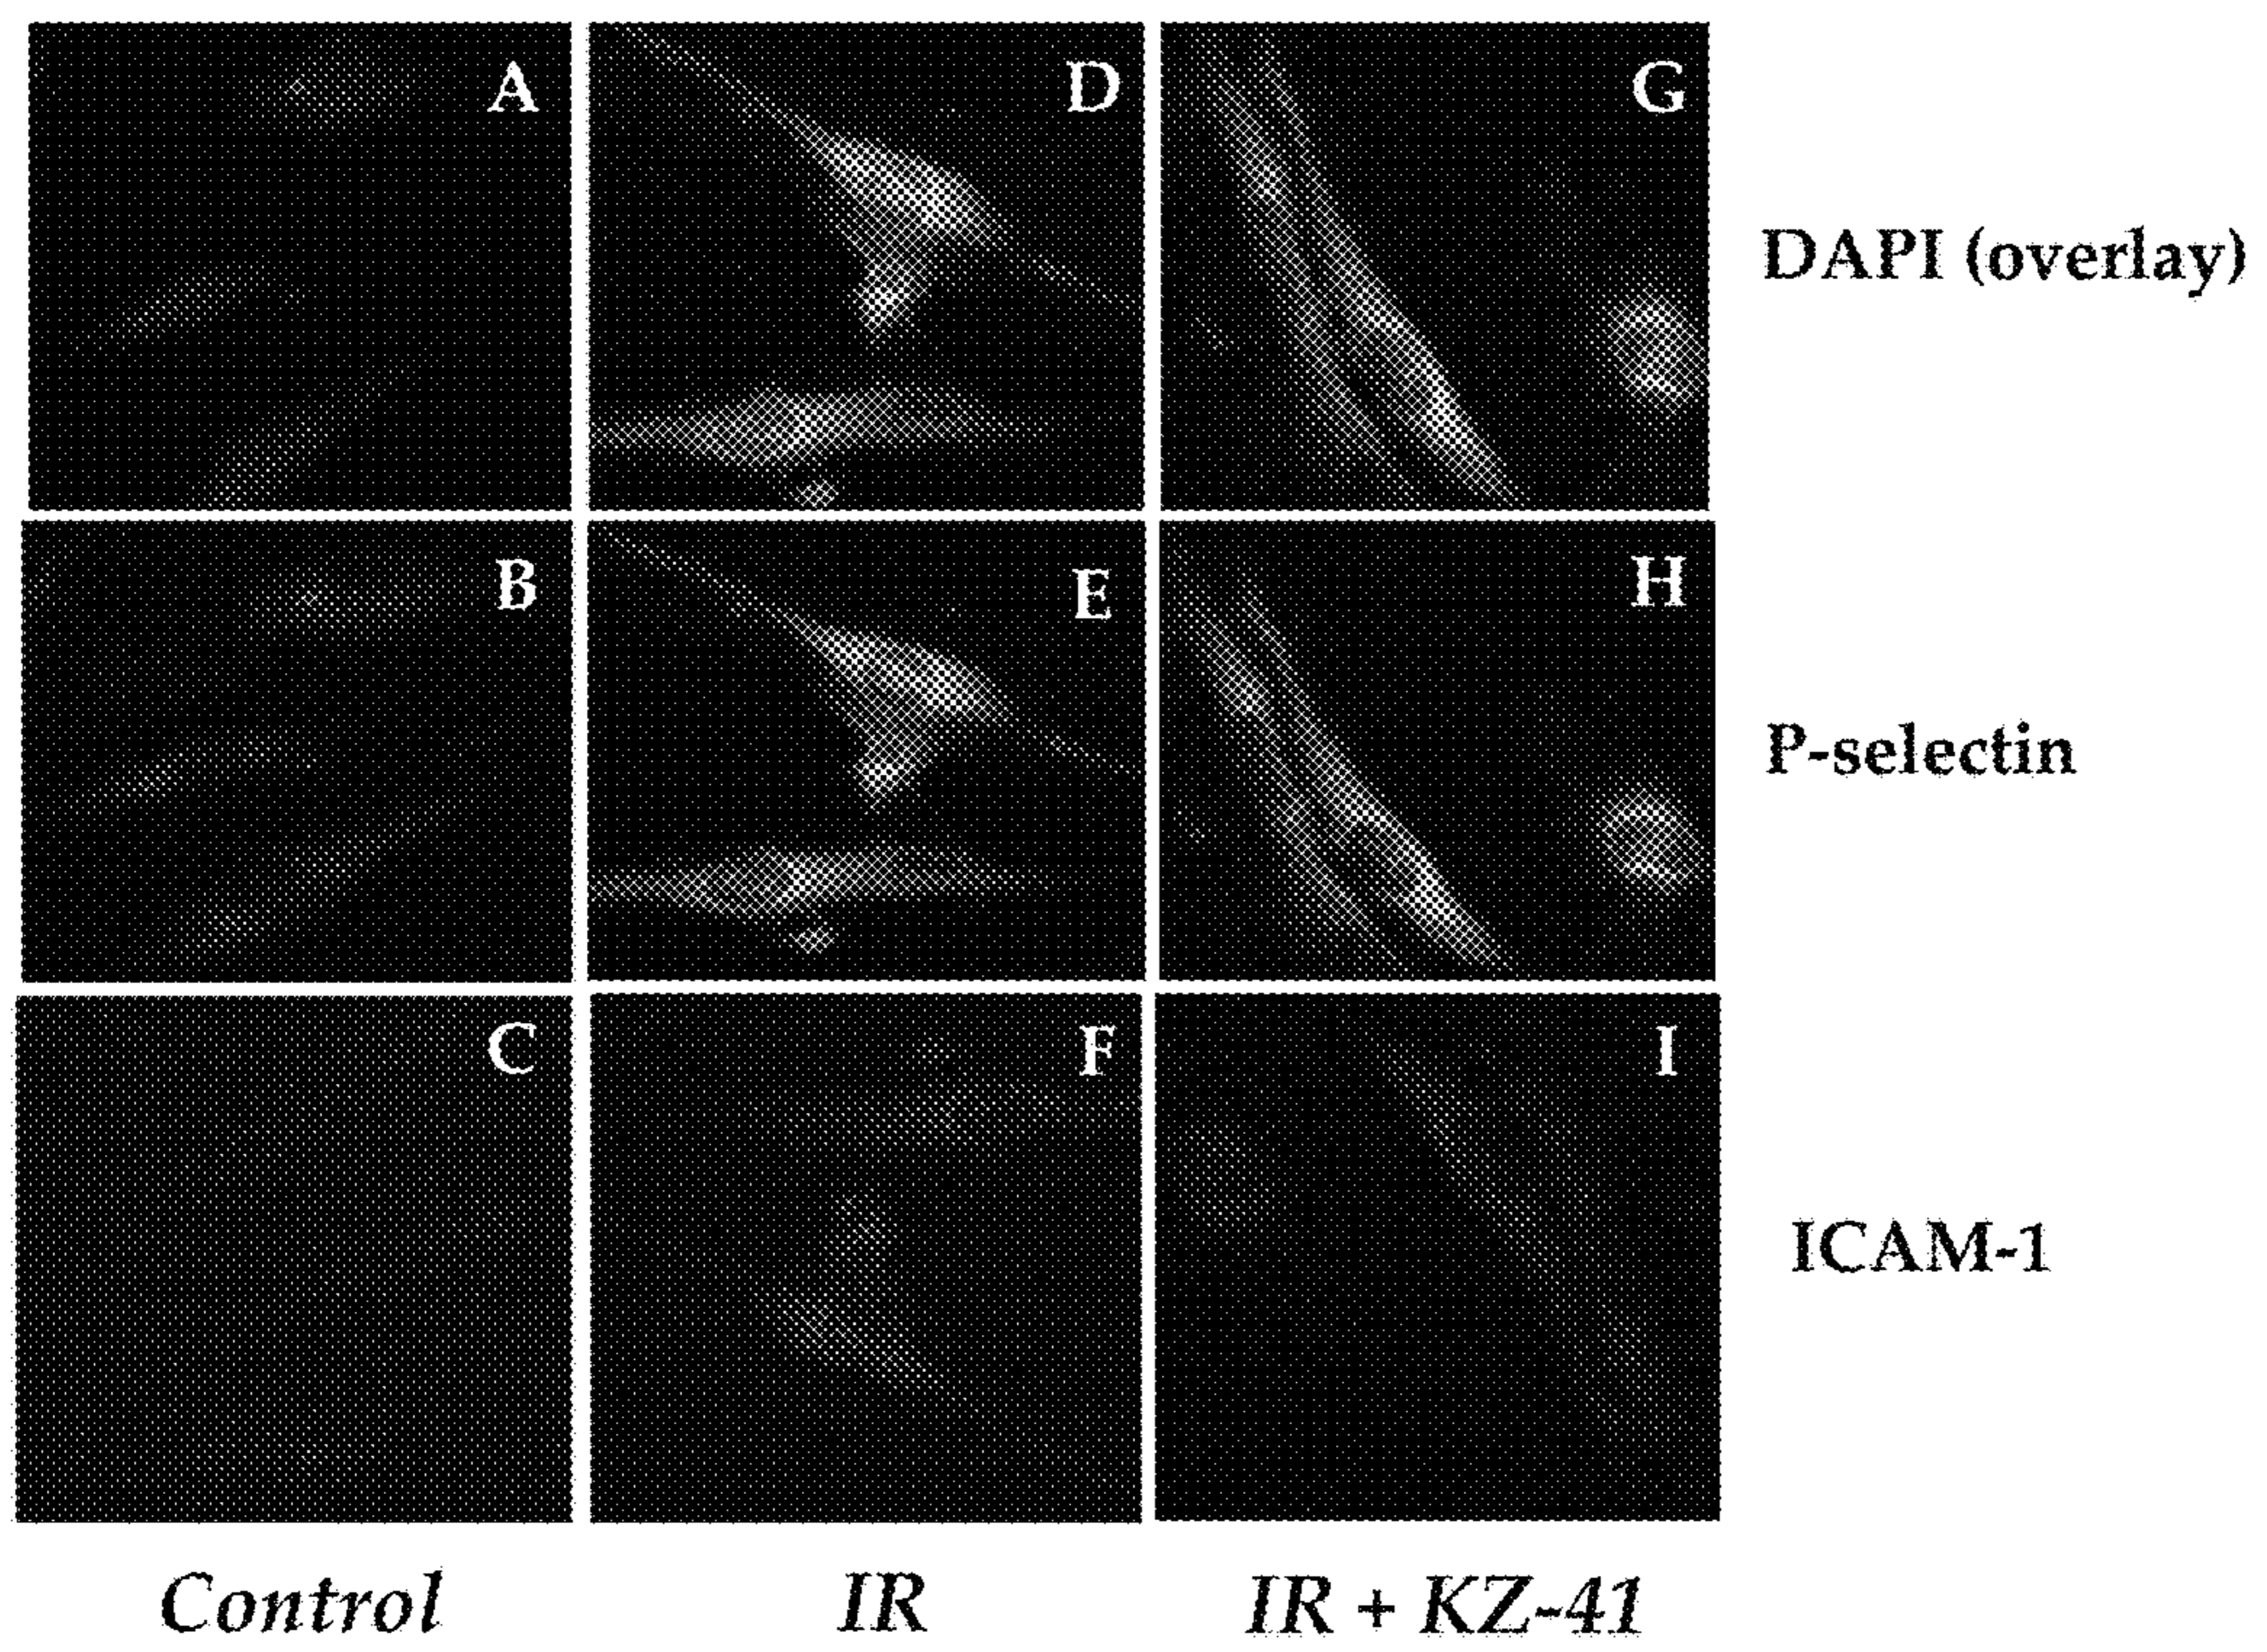 A D G
DAPI (overlay)
B E H
P-selectin
C F I
ICAM-1
Control IR IR + KZ-41